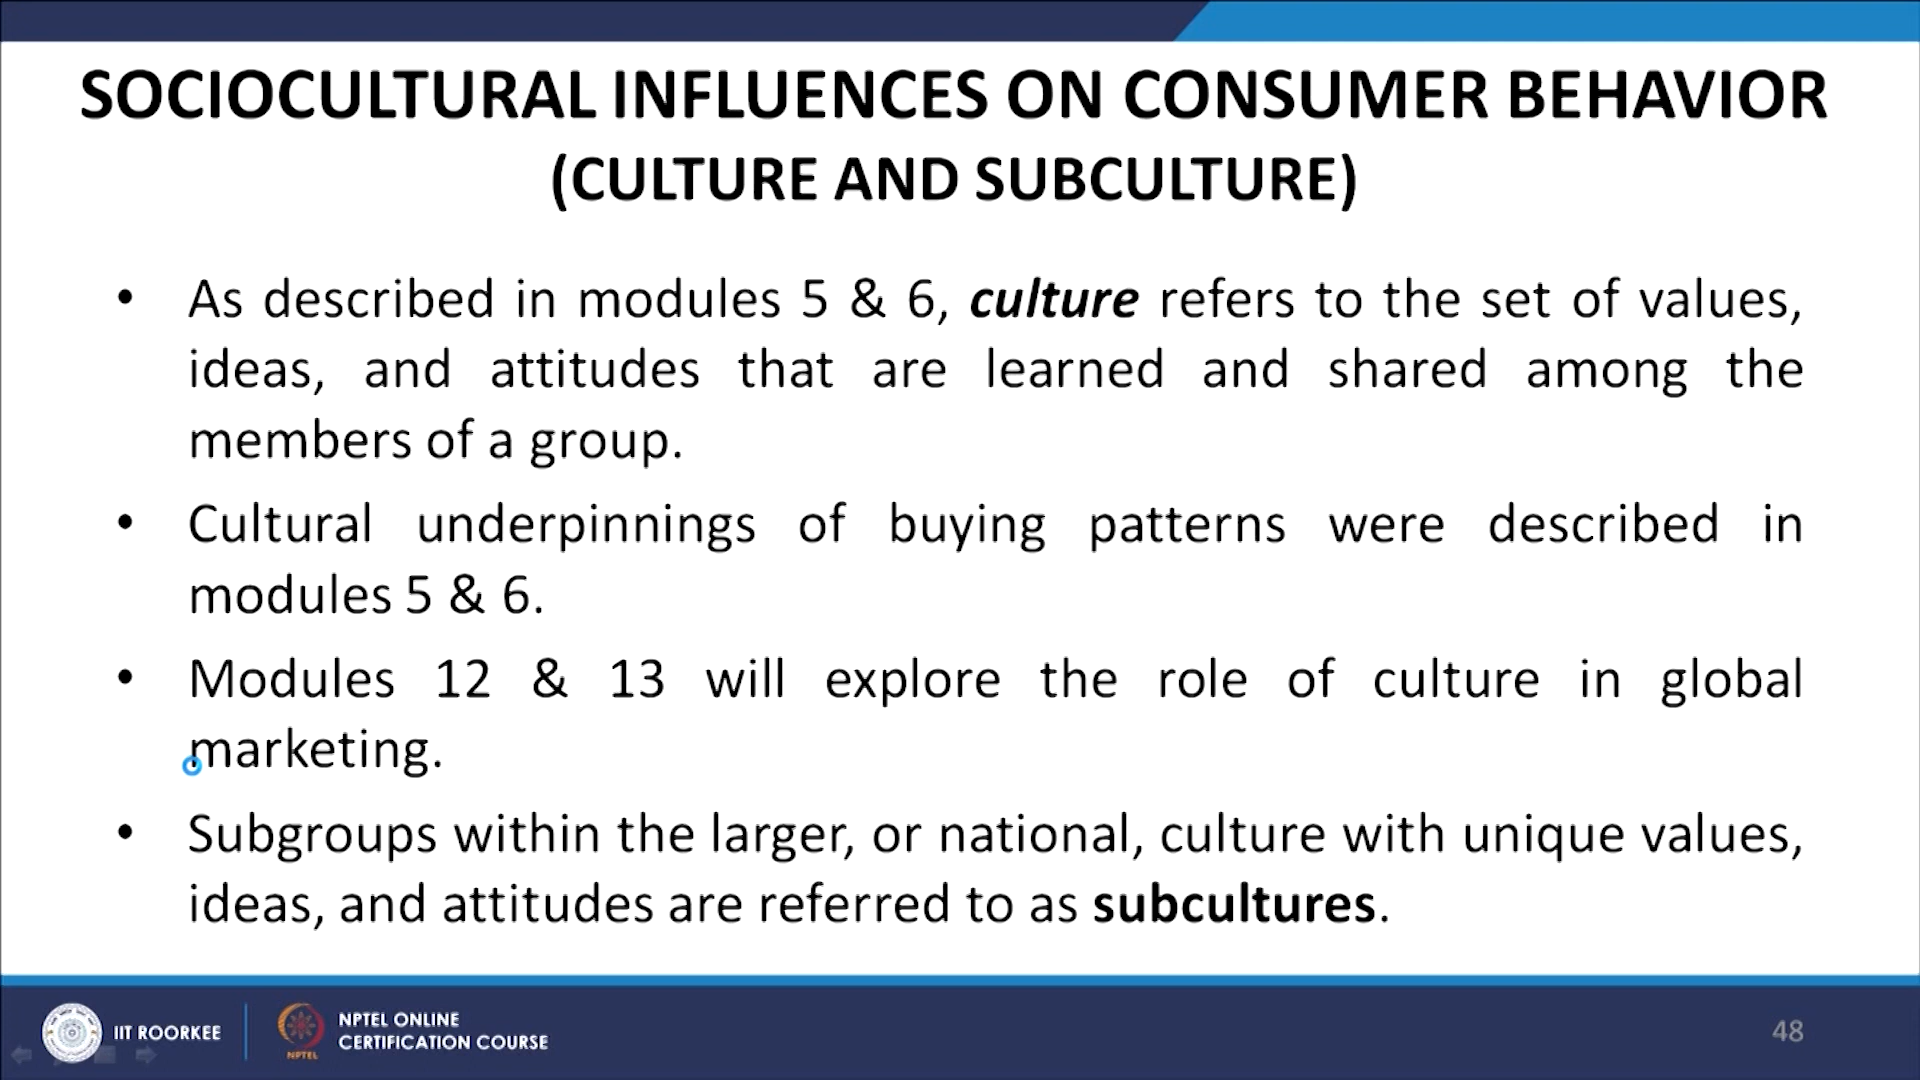 SOCIOCULTURAL INFLUENCES ON CONSUMER BEHAVIOR
(CULTURE AND SUBCULTURE)
• As described in modules 5 & 6, culture refers to the set of values,
ideas, and attitudes that are learned and shared among the
members of a group.
• Cultural underpinnings of buying patterns were described in
modules 5 & 6.
• Modules 12 & 13 will explore the role of culture in global
marketing.
• Subgroups within the larger, or national, culture with unique values,
ideas, and attitudes are referred to as subcultures.
IIT ROORKEE
NPTEL
NPTEL ONLINE
CERTIFICATION COURSE
48